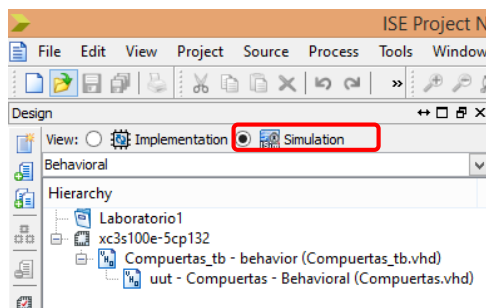 ISE Project N
File Edit View Project Source Process Tools Window
»
Design
View: Implementation Simulation
Behavioral
Hierarchy
Laboratorio1
xc3s100e-5cp132
Compuertas_tb - behavior (Compuertas_tb.vhd)
uut - Compuertas - Behavioral (Compuertas.vhd)